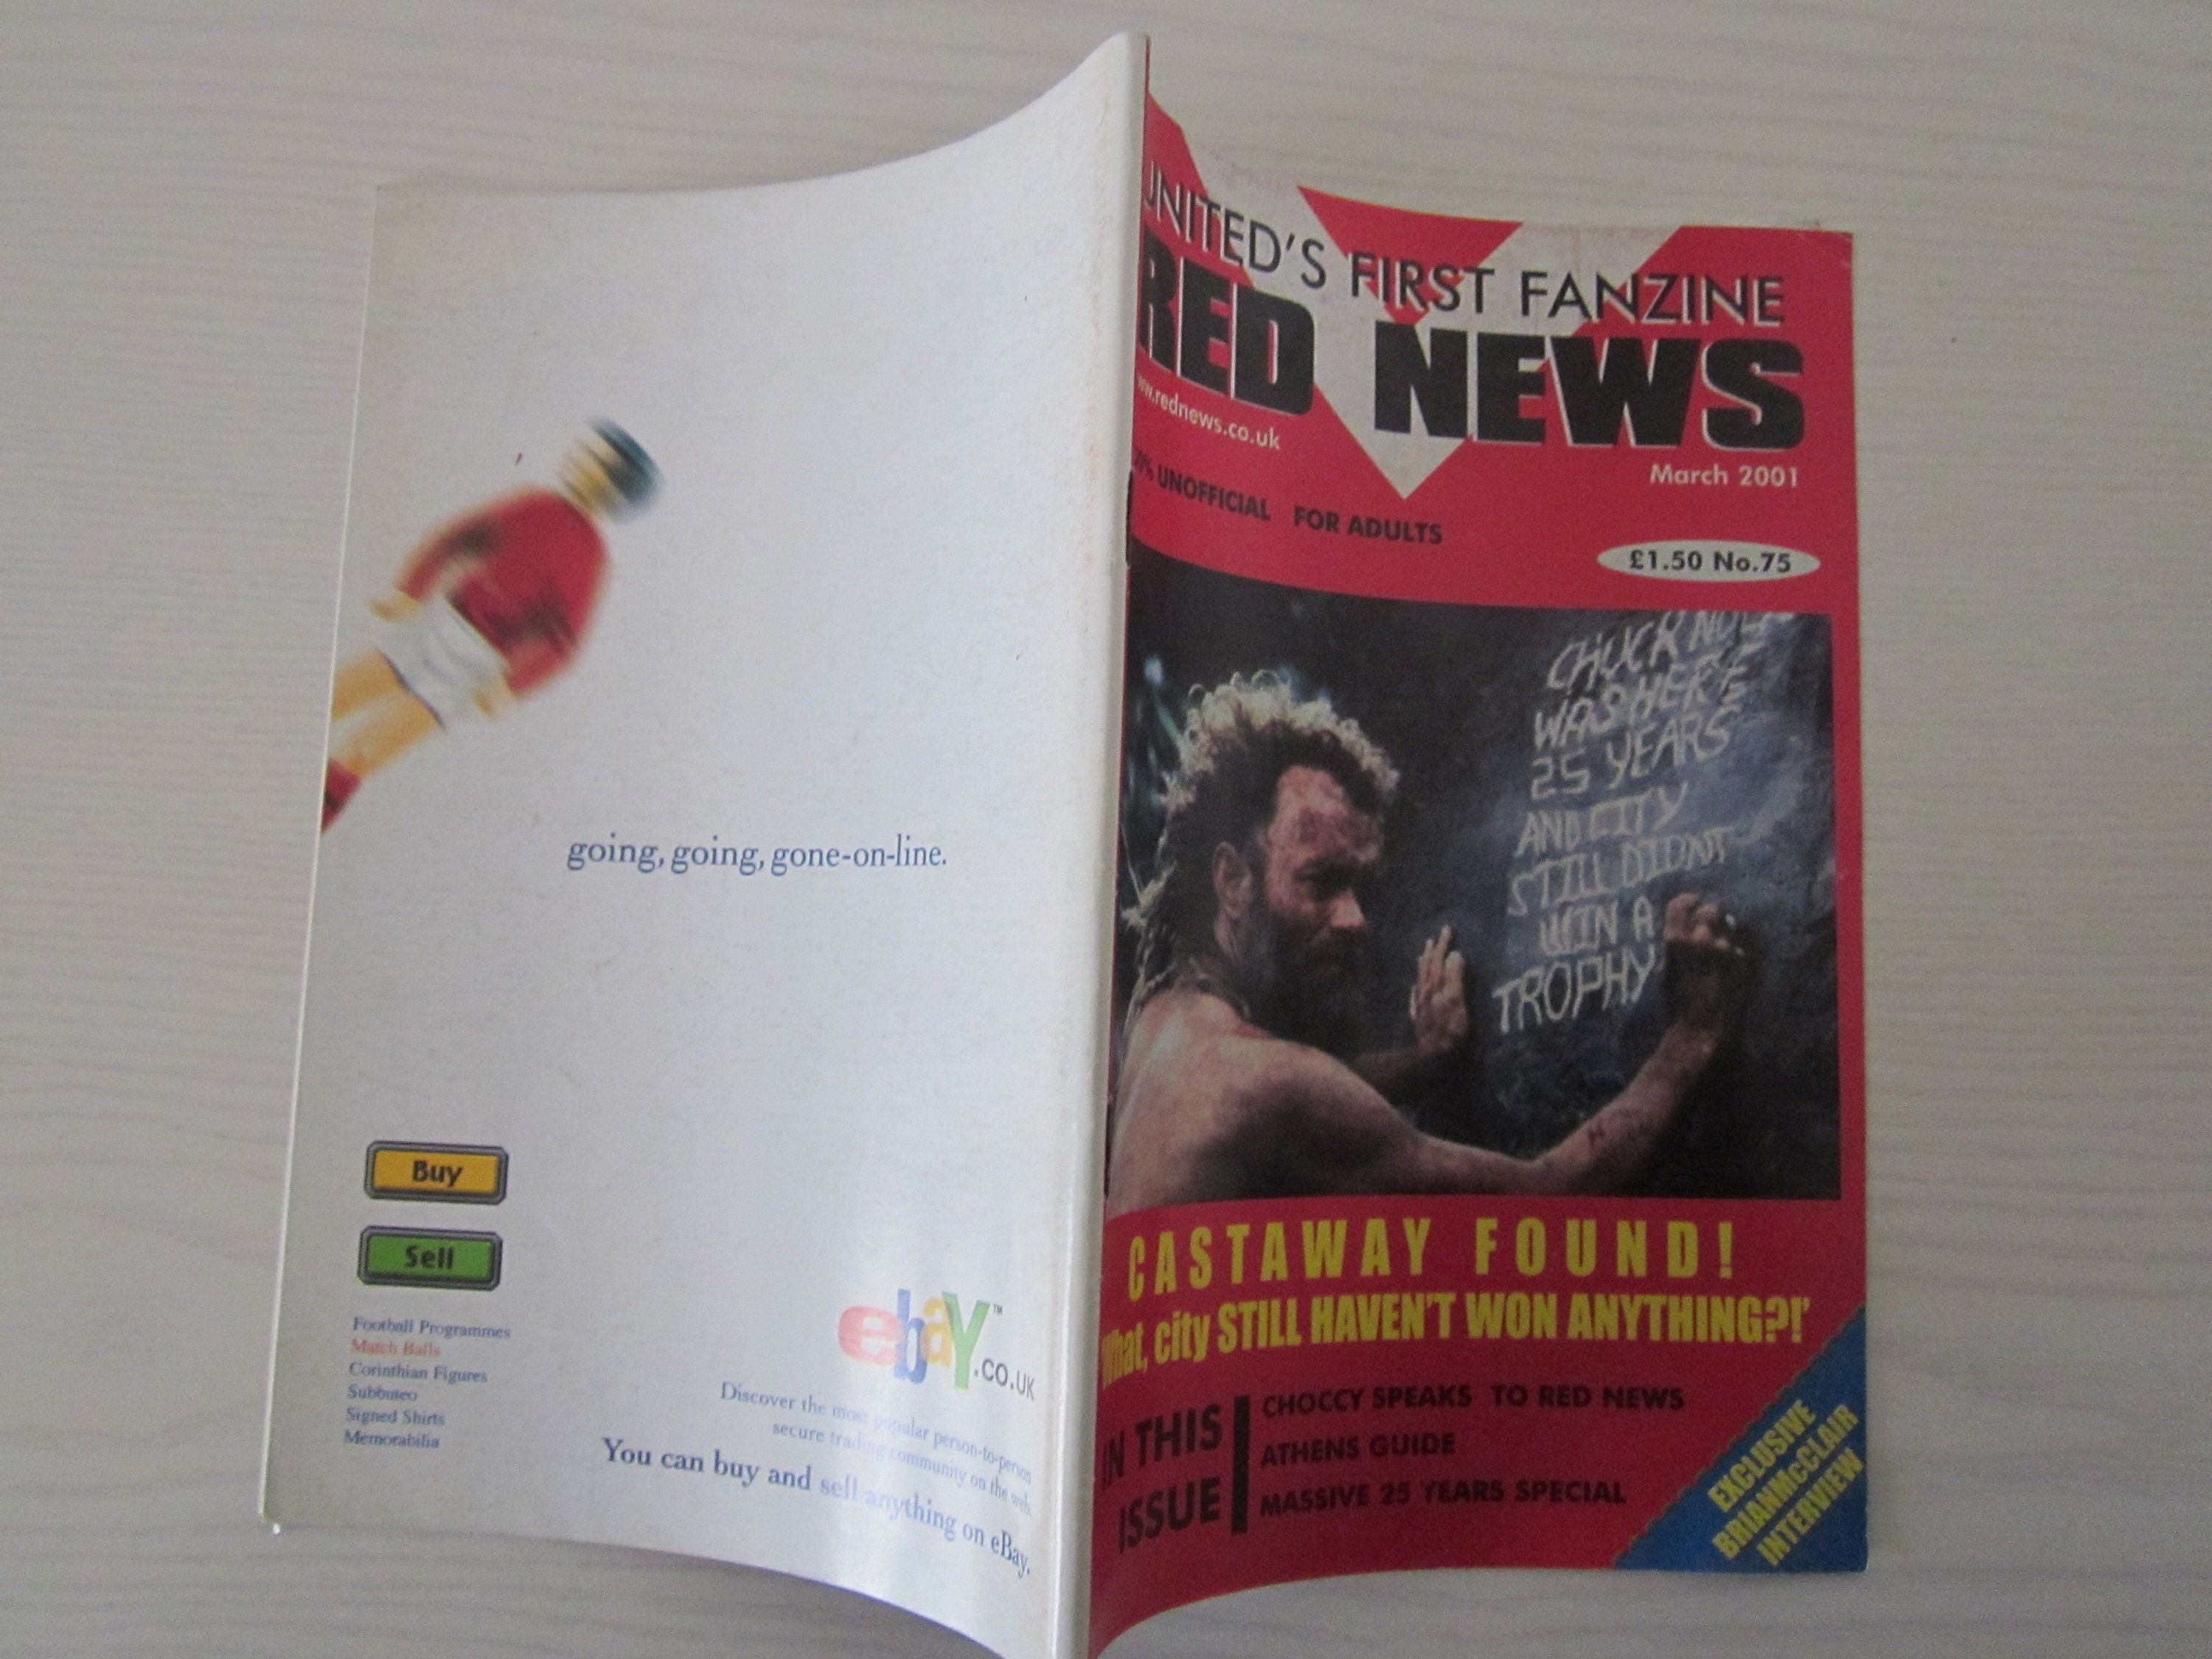 going, going, gone-on-line.
Buy
Sell
Football Programmes
Match Balls
Corinthian Figures
Subbuteo
Signed Shirts
Memorabilia
ebay™.CO.UK
Discover the most popular person-to-person
secure trading community on the web.
You can buy and sell anything on eBay.
UNITED'S FIRST FANZINE
RED NEWS
www.rednews.co.uk
March 2001
UNOFFICIAL FOR ADULTS
£1.50 No.75
CHUCK
WAS HERE
25 YEARS
AND CITY
STILL DIDNT
WIN A
TROPHY
CASTAWAY FOUND!
'What, city STILL HAVEN'T WON ANYTHING?!'
IN THIS
ISSUE
CHOCCY SPEAKS TO RED NEWS
ATHENS GUIDE
MASSIVE 25 YEARS SPECIAL
EXCLUSIVE
BRIAN McCLAIR
INTERVIEW